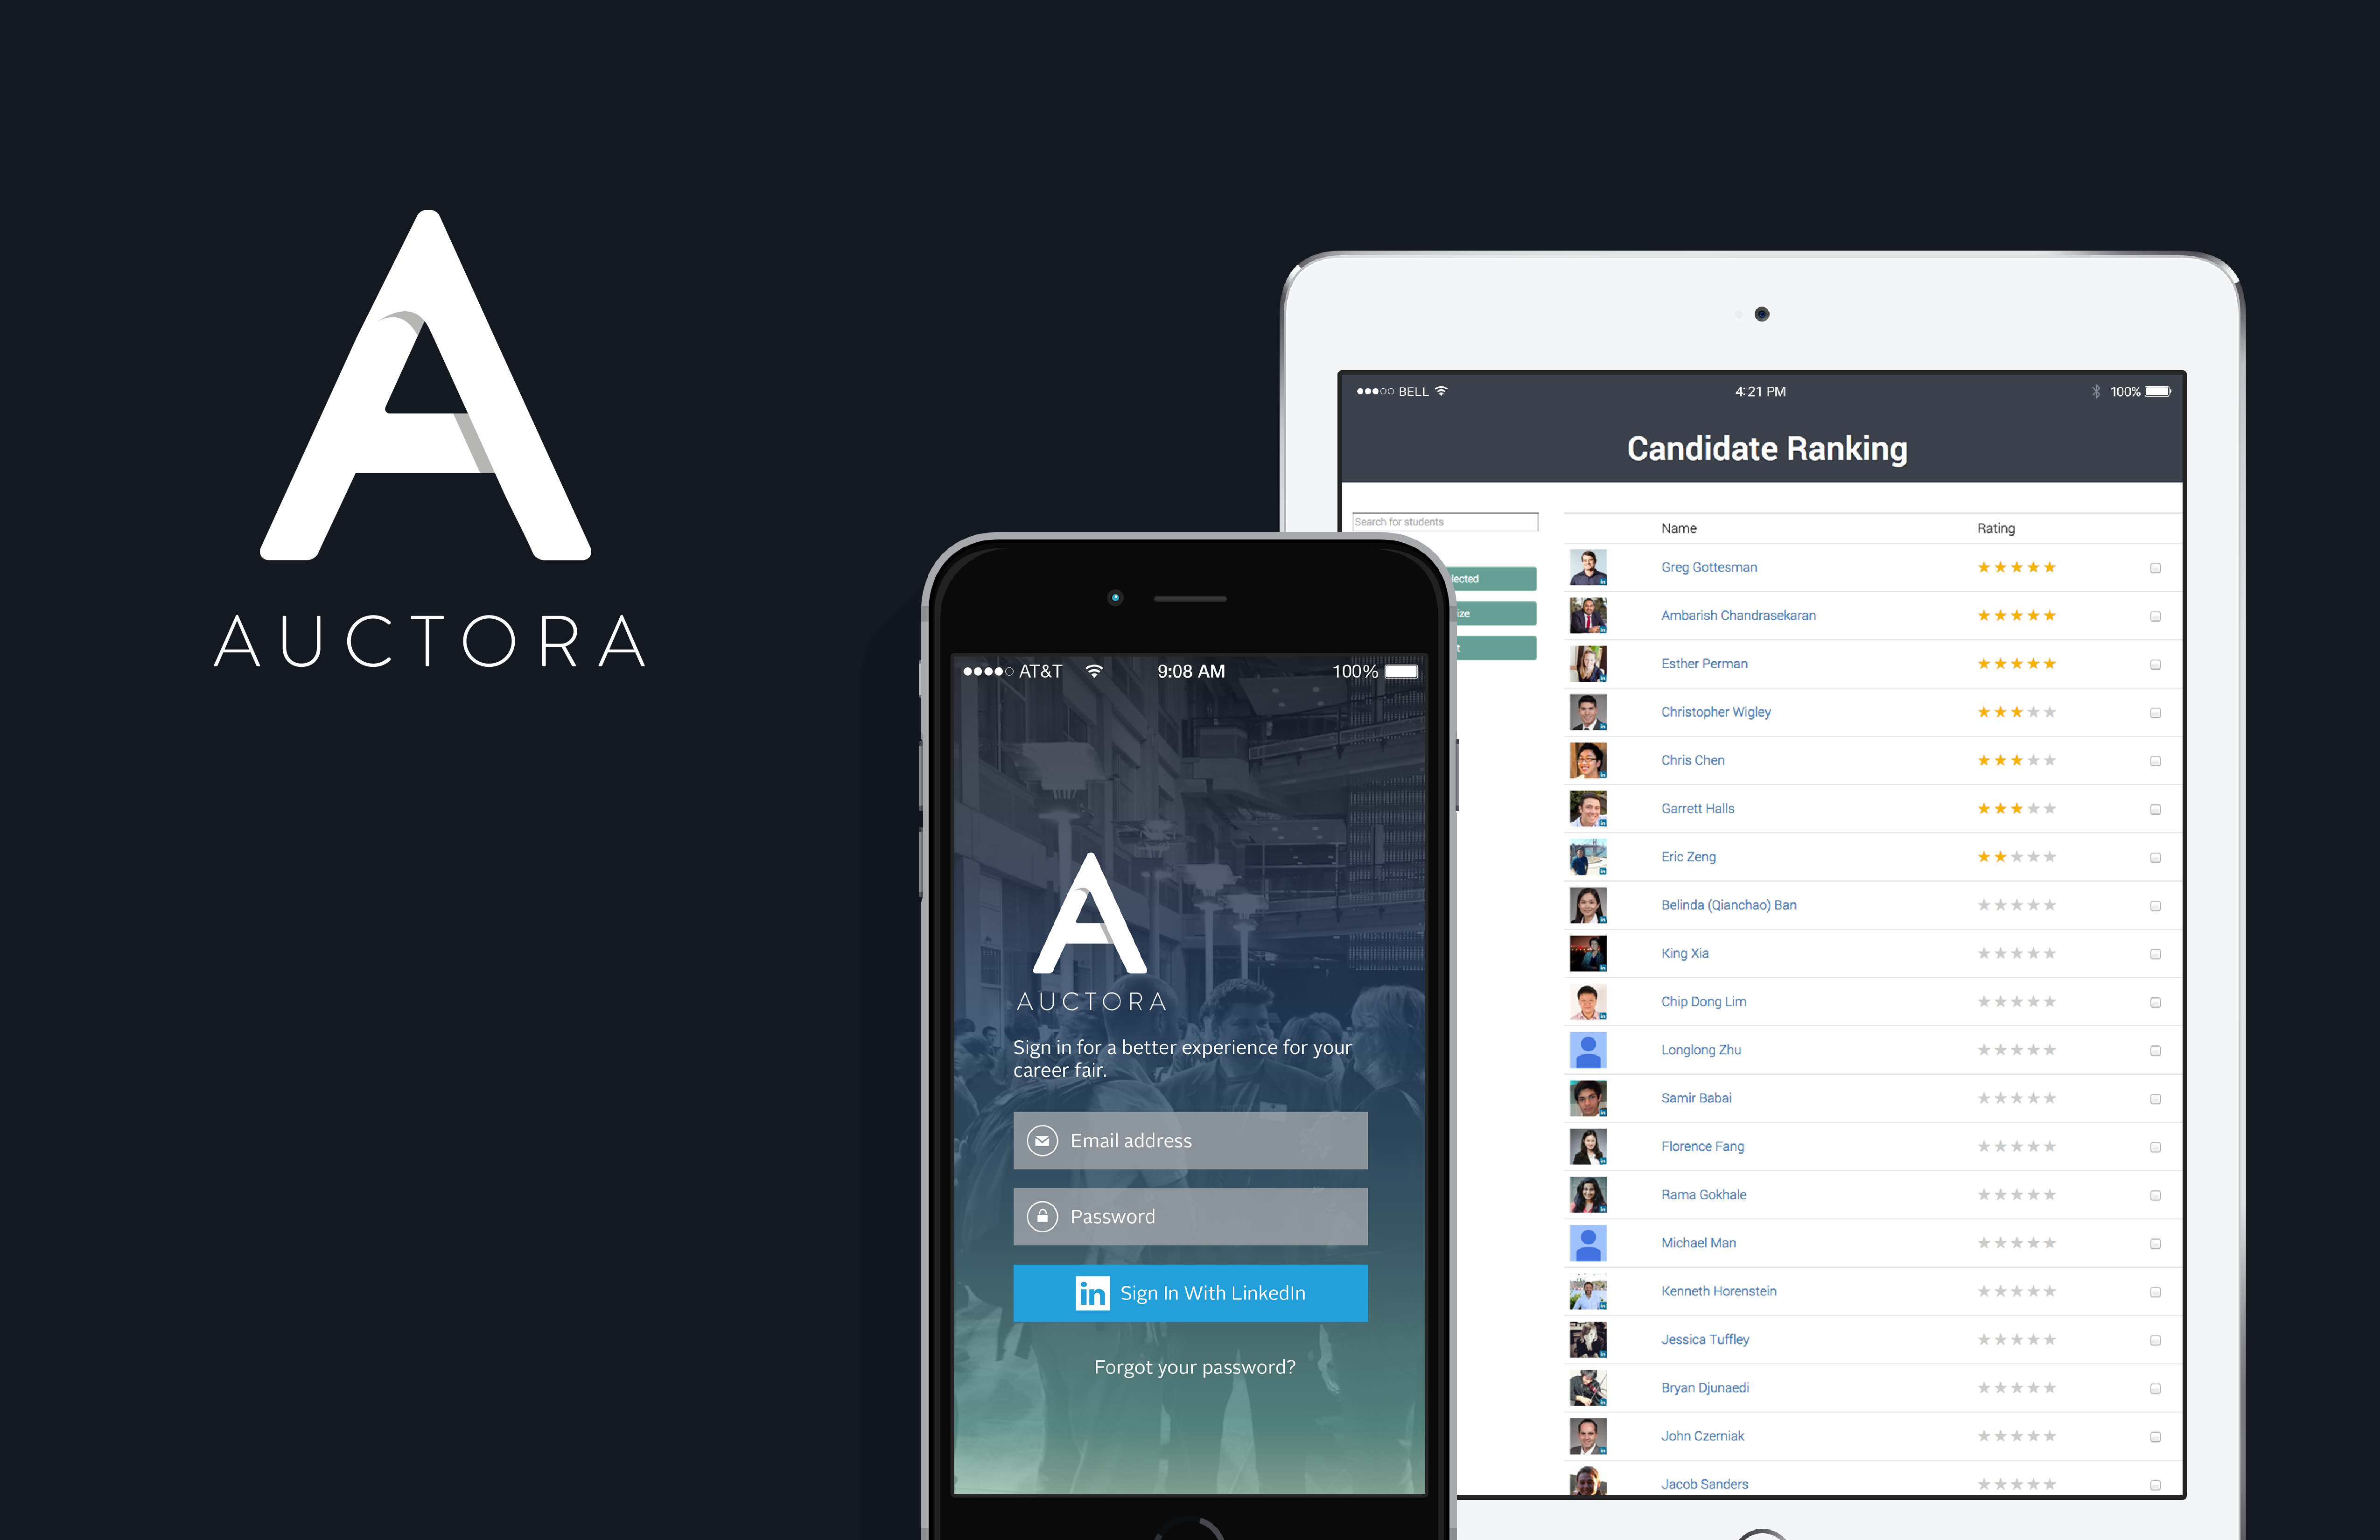 AUCTORA
AT&T 9:08 AM 100%
AUCTORA
Sign in for a better experience for your
career fair.
Email address
Password
in Sign In With LinkedIn
Forgot your password?
BELL 4:21 PM 100%
Candidate Ranking
Search for students
lected
ize
t
Name Rating
Greg Gottesman
Ambarish Chandrasekaran
Esther Perman
Christopher Wigley
Chris Chen
Garrett Halls
Eric Zeng
Belinda (Qianchao) Ban
King Xia
Chip Dong Lim
Longlong Zhu
Samir Babai
Florence Fang
Rama Gokhale
Michael Man
Kenneth Horenstein
Jessica Tuffley
Bryan Djunaedi
John Czerniak
Jacob Sanders